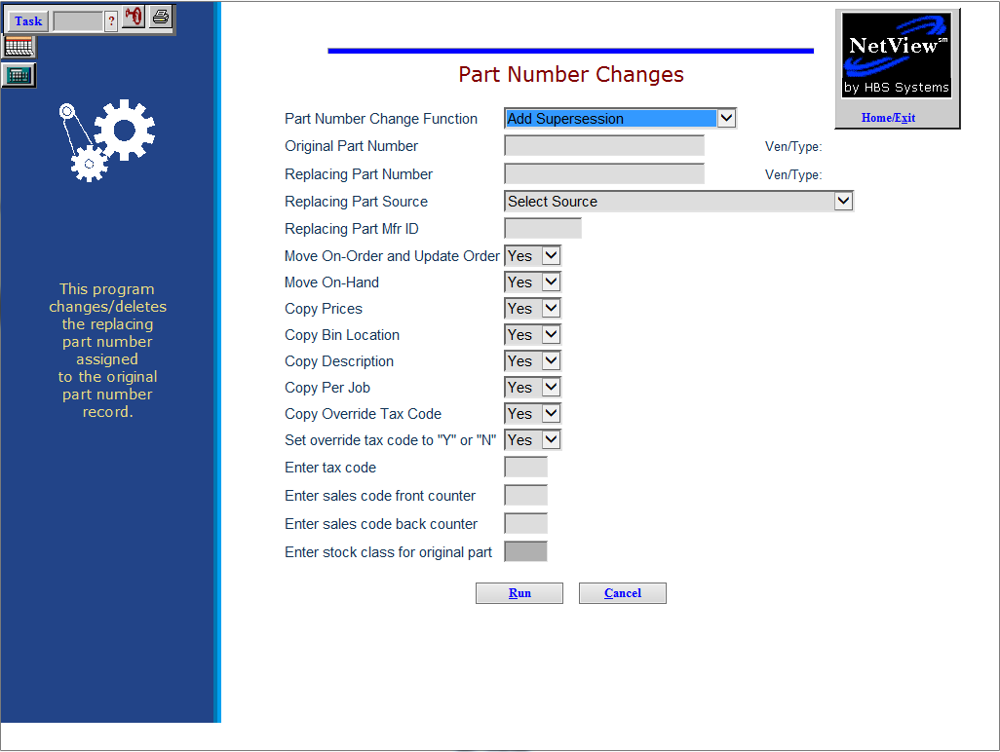 Task ?
NetView sm
by HBS Systems
Home/Exit
Part Number Changes
Part Number Change Function Add Supersession
Original Part Number Ven/Type:
Replacing Part Number Ven/Type:
Replacing Part Source Select Source
Replacing Part Mfr ID
Move On-Order and Update Order Yes
Move On-Hand Yes
Copy Prices Yes
Copy Bin Location Yes
Copy Description Yes
Copy Per Job Yes
Copy Override Tax Code Yes
Set override tax code to "Y" or "N" Yes
Enter tax code
Enter sales code front counter
Enter sales code back counter
Enter stock class for original part
Run Cancel
This program
changes/deletes
the replacing
part number
assigned
to the original
part number
record.